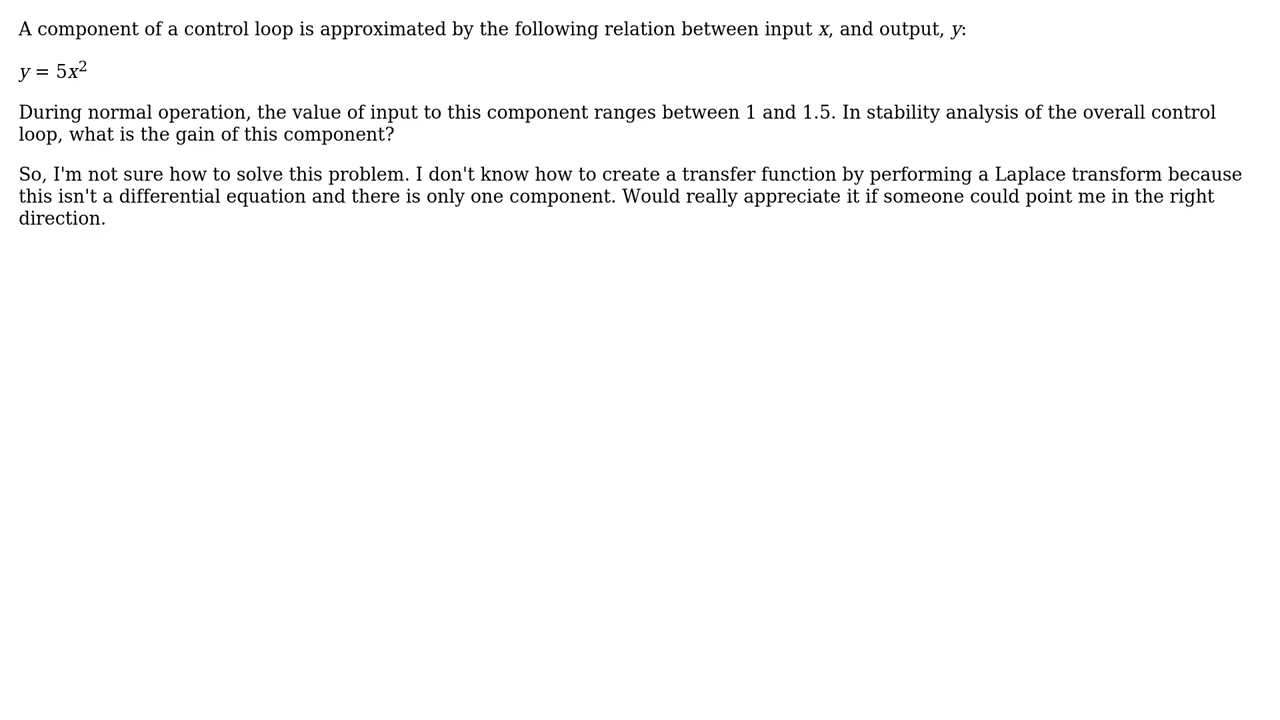 A component of a control loop is approximated by the following relation between input x, and output, y:
y = 5x²
During normal operation, the value of input to this component ranges between 1 and 1.5. In stability analysis of the overall control
loop, what is the gain of this component?
So, I'm not sure how to solve this problem. I don't know how to create a transfer function by performing a Laplace transform because
this isn't a differential equation and there is only one component. Would really appreciate it if someone could point me in the right
direction.